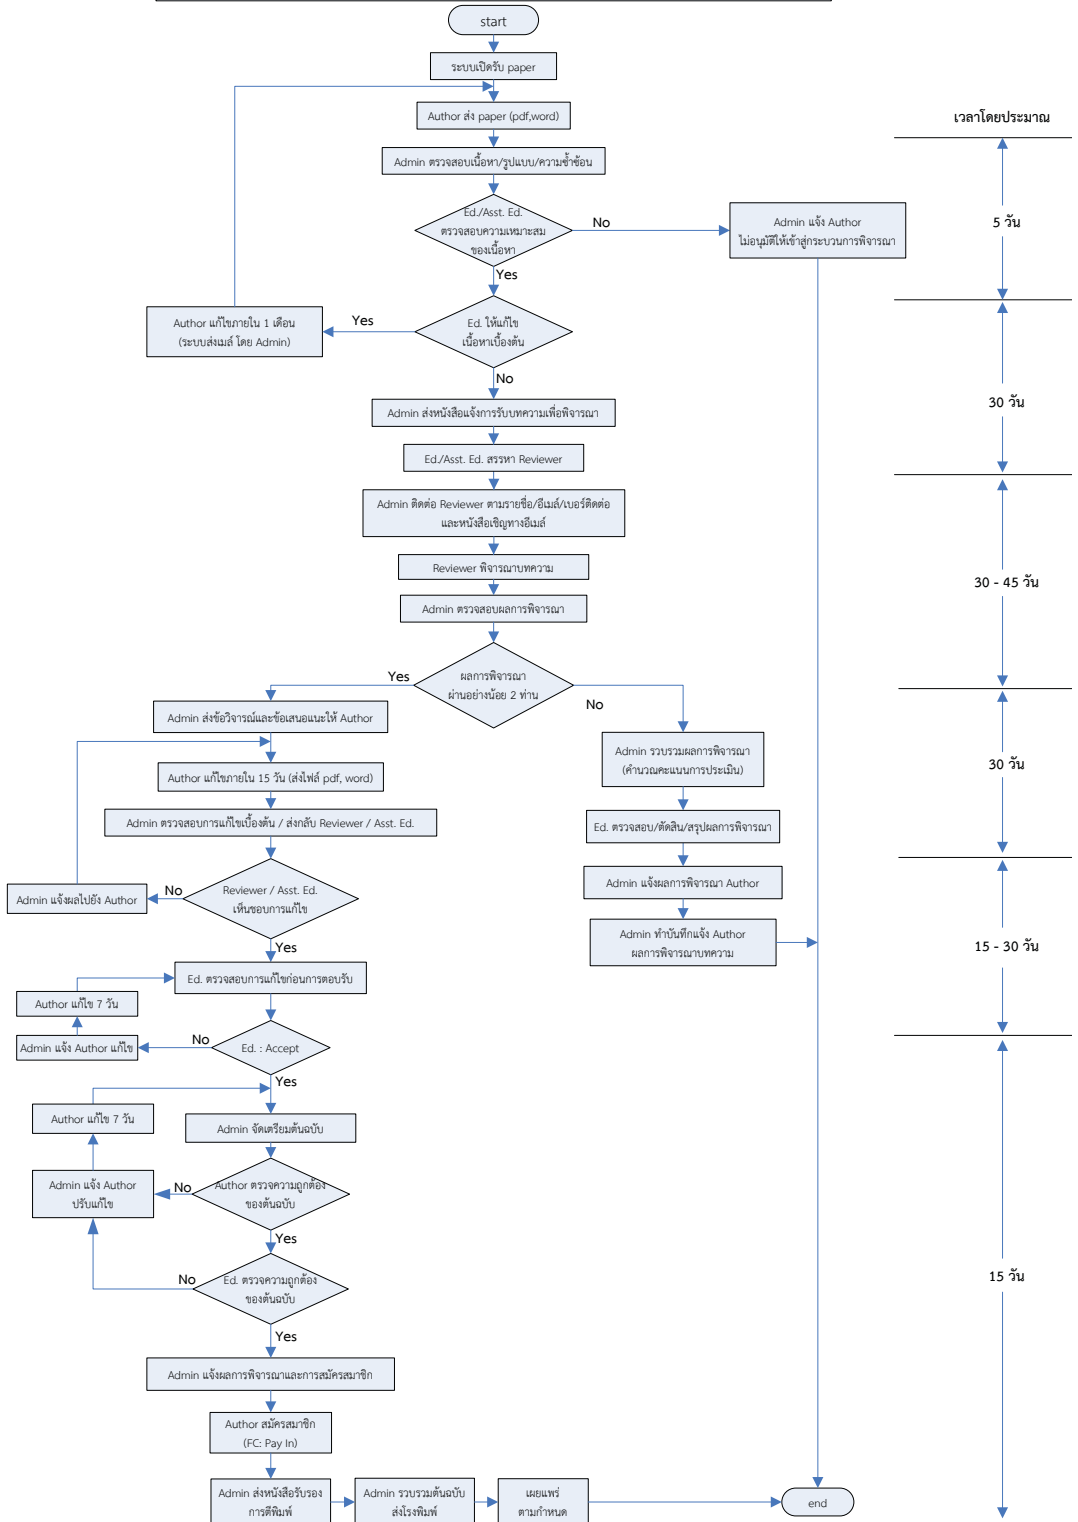 start
ระบบเปิดรับ paper
Author ส่ง paper (pdf,word)
เวลาโดยประมาณ
Admin ตรวจสอบเนื้อหา/รูปแบบ/ความซ้ำซ้อน
Ed./Asst. Ed.
ตรวจสอบความเหมาะสม
ของเนื้อหา
No
Admin แจ้ง Author
ไม่อนุมัติให้เข้าสู่กระบวนการพิจารณา
5 วัน
Yes
Ed. ให้แก้ไข
เนื้อหาเบื้องต้น
Yes
Author แก้ไขภายใน 1 เดือน
(ระบบส่งเมล์ โดย Admin)
No
30 วัน
Admin ส่งหนังสือแจ้งการรับบทความเพื่อพิจารณา
Ed./Asst. Ed. สรรหา Reviewer
Admin ติดต่อ Reviewer ตามรายชื่อ/อีเมล์/เบอร์ติดต่อ
และหนังสือเชิญทางอีเมล์
Reviewer พิจารณาบทความ
30 - 45 วัน
Admin ตรวจสอบผลการพิจารณา
ผลการพิจารณา
ผ่านอย่างน้อย 2 ท่าน
Yes
No
Admin ส่งข้อวิจารณ์และข้อเสนอแนะให้ Author
Admin รวบรวมผลการพิจารณา
(คำนวณคะแนนการประเมิน)
30 วัน
Author แก้ไขภายใน 15 วัน (ส่งไฟล์ pdf, word)
Admin ตรวจสอบการแก้ไขเบื้องต้น / ส่งกลับ Reviewer / Asst. Ed.
Ed. ตรวจสอบ/ตัดสิน/สรุปผลการพิจารณา
Reviewer / Asst. Ed.
เห็นชอบการแก้ไข
No
Admin แจ้งผลไปยัง Author
Admin แจ้งผลการพิจารณา Author
Yes
Admin ทำบันทึกแจ้ง Author
ผลการพิจารณาบทความ
15 - 30 วัน
Ed. ตรวจสอบการแก้ไขก่อนการตอบรับ
Author แก้ไข 7 วัน
Admin แจ้ง Author แก้ไข
No
Ed. : Accept
Yes
Author แก้ไข 7 วัน
Admin จัดเตรียมต้นฉบับ
Admin แจ้ง Author
ปรับแก้ไข
No
Author ตรวจความถูกต้อง
ของต้นฉบับ
Yes
No
Ed. ตรวจความถูกต้อง
ของต้นฉบับ
15 วัน
Yes
Admin แจ้งผลการพิจารณาและการสมัครสมาชิก
Author สมัครสมาชิก
(FC: Pay In)
Admin ส่งหนังสือรับรอง
การตีพิมพ์
Admin รวบรวมต้นฉบับ
ส่งโรงพิมพ์
เผยแพร่
ตามกำหนด
end